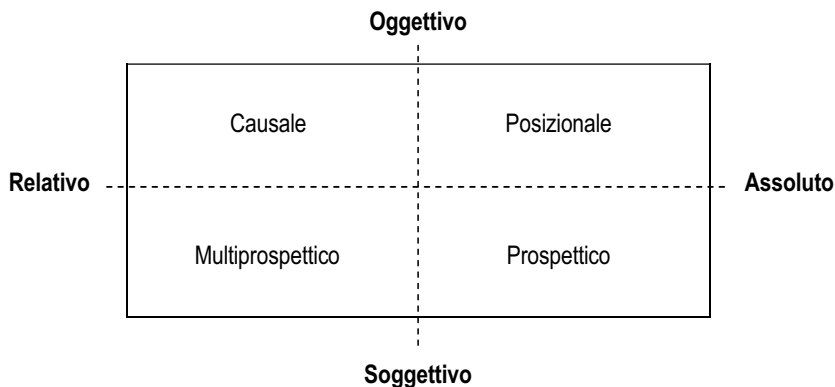 Oggettivo
Causale Posizionale
Relativo Assoluto
Multiprospettico Prospettico
Soggettivo